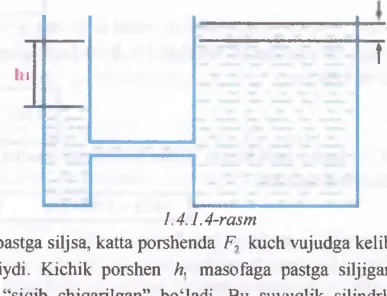 h₁
1.4.1.4-rasm
pastga siljsa, katta porshenda F₂ kuch vujudga kelib
iydi. Kichik porshen h₁ masofaga pastga siljigan
"siqib chiqarilgan" bo'ladi. Bu suyuqlik silindr